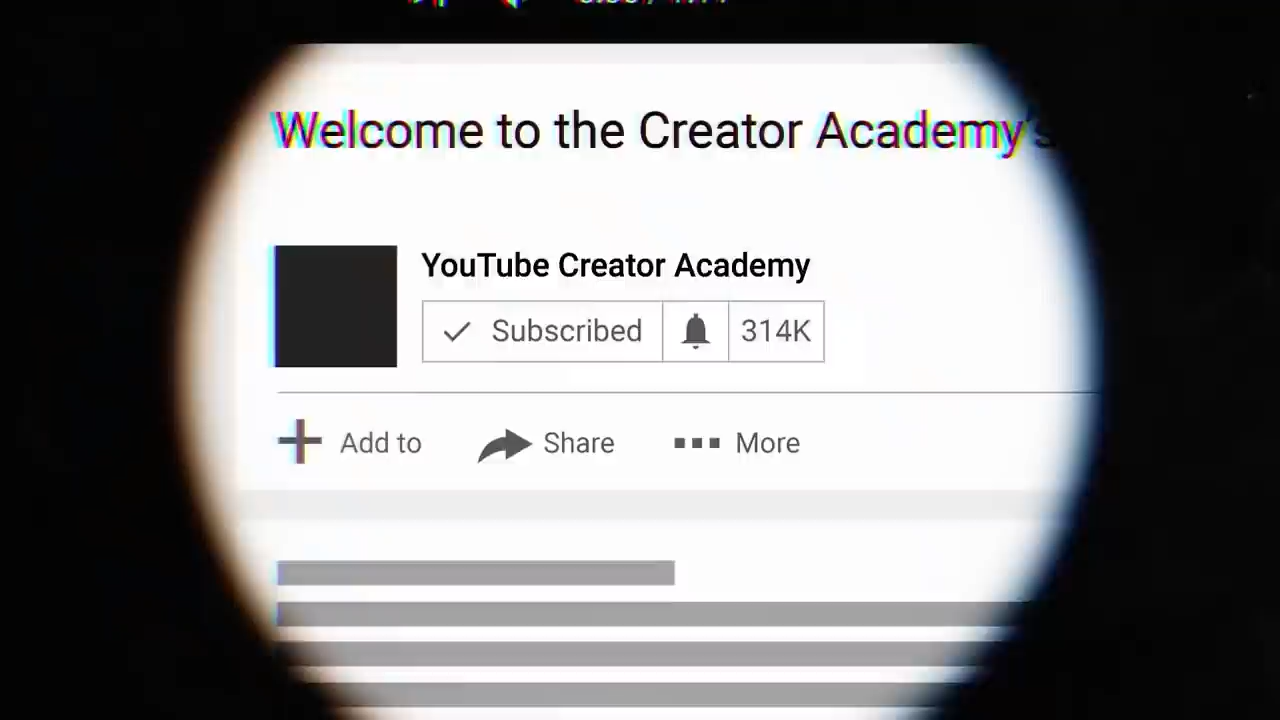 Welcome to the Creator Academy's
YouTube Creator Academy
Subscribed 314K
Add to Share More